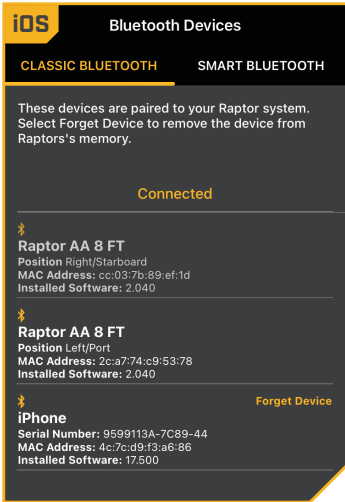 iOS
Bluetooth Devices
CLASSIC BLUETOOTH SMART BLUETOOTH
These devices are paired to your Raptor system.
Select Forget Device to remove the device from
Raptors's memory.
Connected
Raptor AA 8 FT
Position Right/Starboard
MAC Address: cc:03:7b:89:ef:1d
Installed Software: 2.040
Raptor AA 8 FT
Position Left/Port
MAC Address: 2c:a7:74:c9:53:78
Installed Software: 2.040
Forget Device
iPhone
Serial Number: 9599113A-7C89-44
MAC Address: 4c:7c:d9:f3:a6:86
Installed Software: 17.500